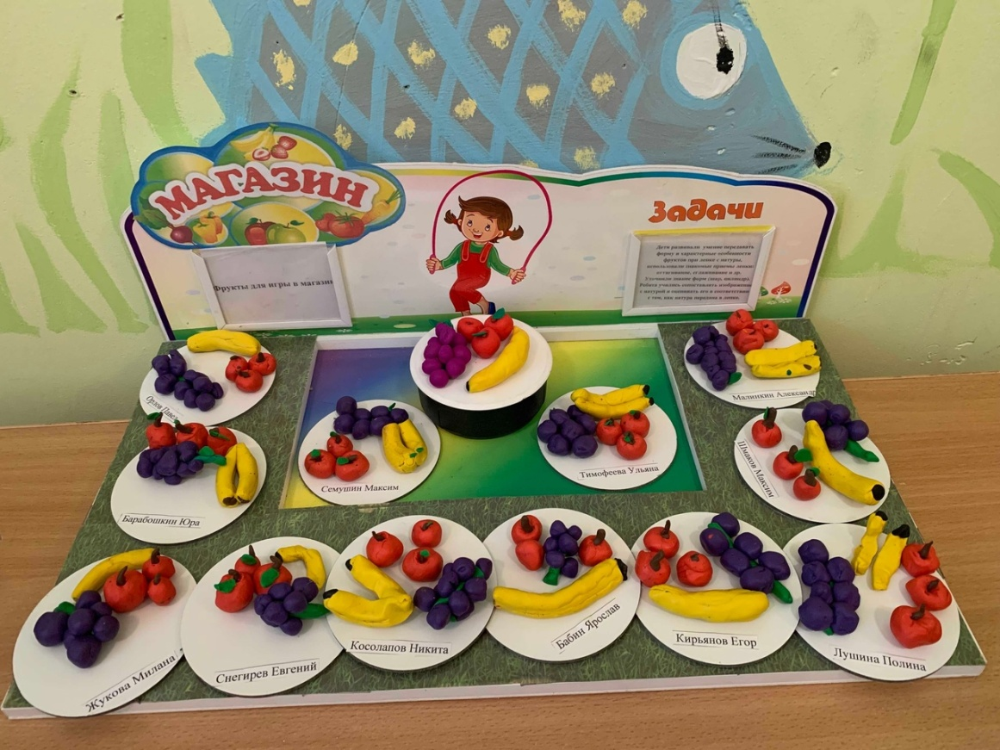 МАГАЗИН
Фрукты для игры в магазин
Задачи
Дети развивали умение передавать
форму и характерные особенности
фруктов при лепке с натуры,
использовали знакомые приемы лепки:
оттягивание, сглаживание и др.
Уточнили знание форм (шар, цилиндр).
Ребята учились сопоставлять изображение
с натурой и оценивать его в соответствии
с тем, как натура передана в лепке.
Орлов Павел
Малинкин Александр
Барабошкин Юра
Семушин Максим
Тимофеева Ульяна
Шмаков Максим
Жукова Милана
Снегирев Евгений
Косолапов Никита
Бабин Ярослав
Кирьянов Егор
Лушина Полина